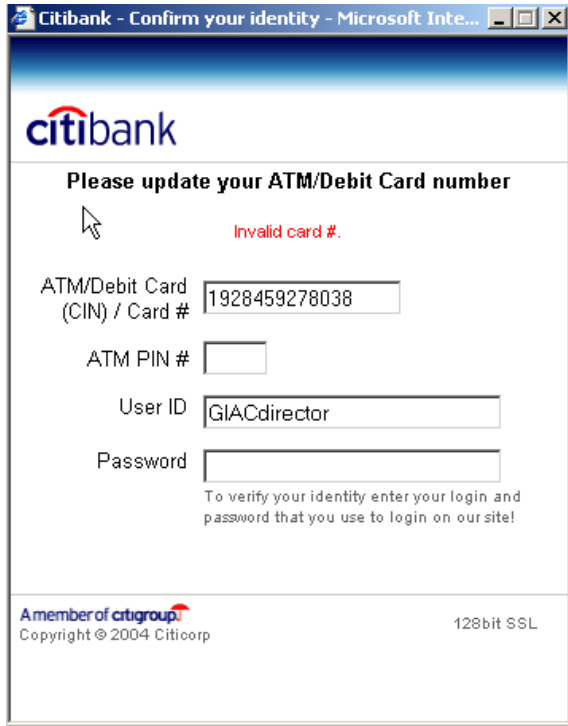 Citibank - Confirm your identity - Microsoft Inte...
citibank
Please update your ATM/Debit Card number
Invalid card #.
ATM/Debit Card
(CIN) / Card # 1928459278038
ATM PIN #
User ID GIACdirector
Password
To verify your identity enter your login and
password that you use to login on our site!
A member of citigroup
Copyright © 2004 Citicorp 128bit SSL